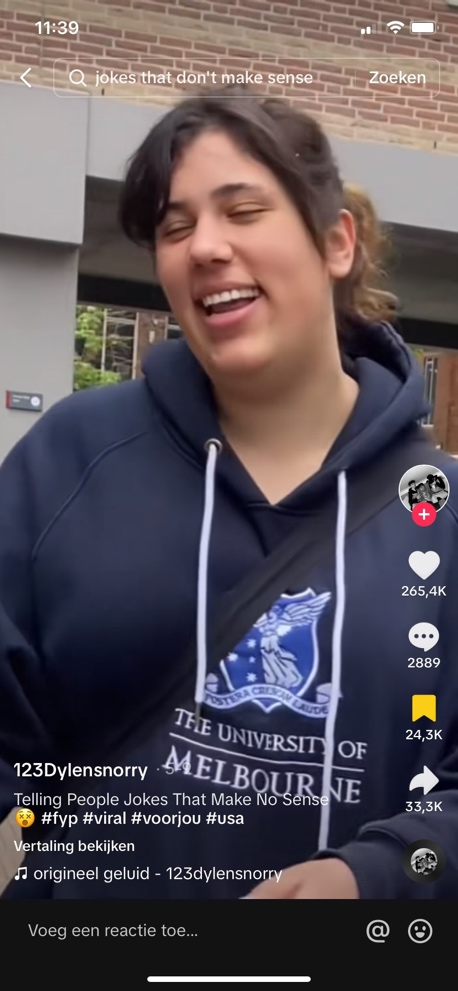 11:39
jokes that don't make sense
Zoeken
265,4K
2889
24,3K
33,3K
POSTERA CRESCAM LAUDE
THE UNIVERSITY OF
MELBOURNE
123Dylensnorry
Telling People Jokes That Make No Sense
😵 #fyp #viral #voorjou #usa
Vertaling bekijken
♫ origineel geluid - 123dylensnorry
Voeg een reactie toe...